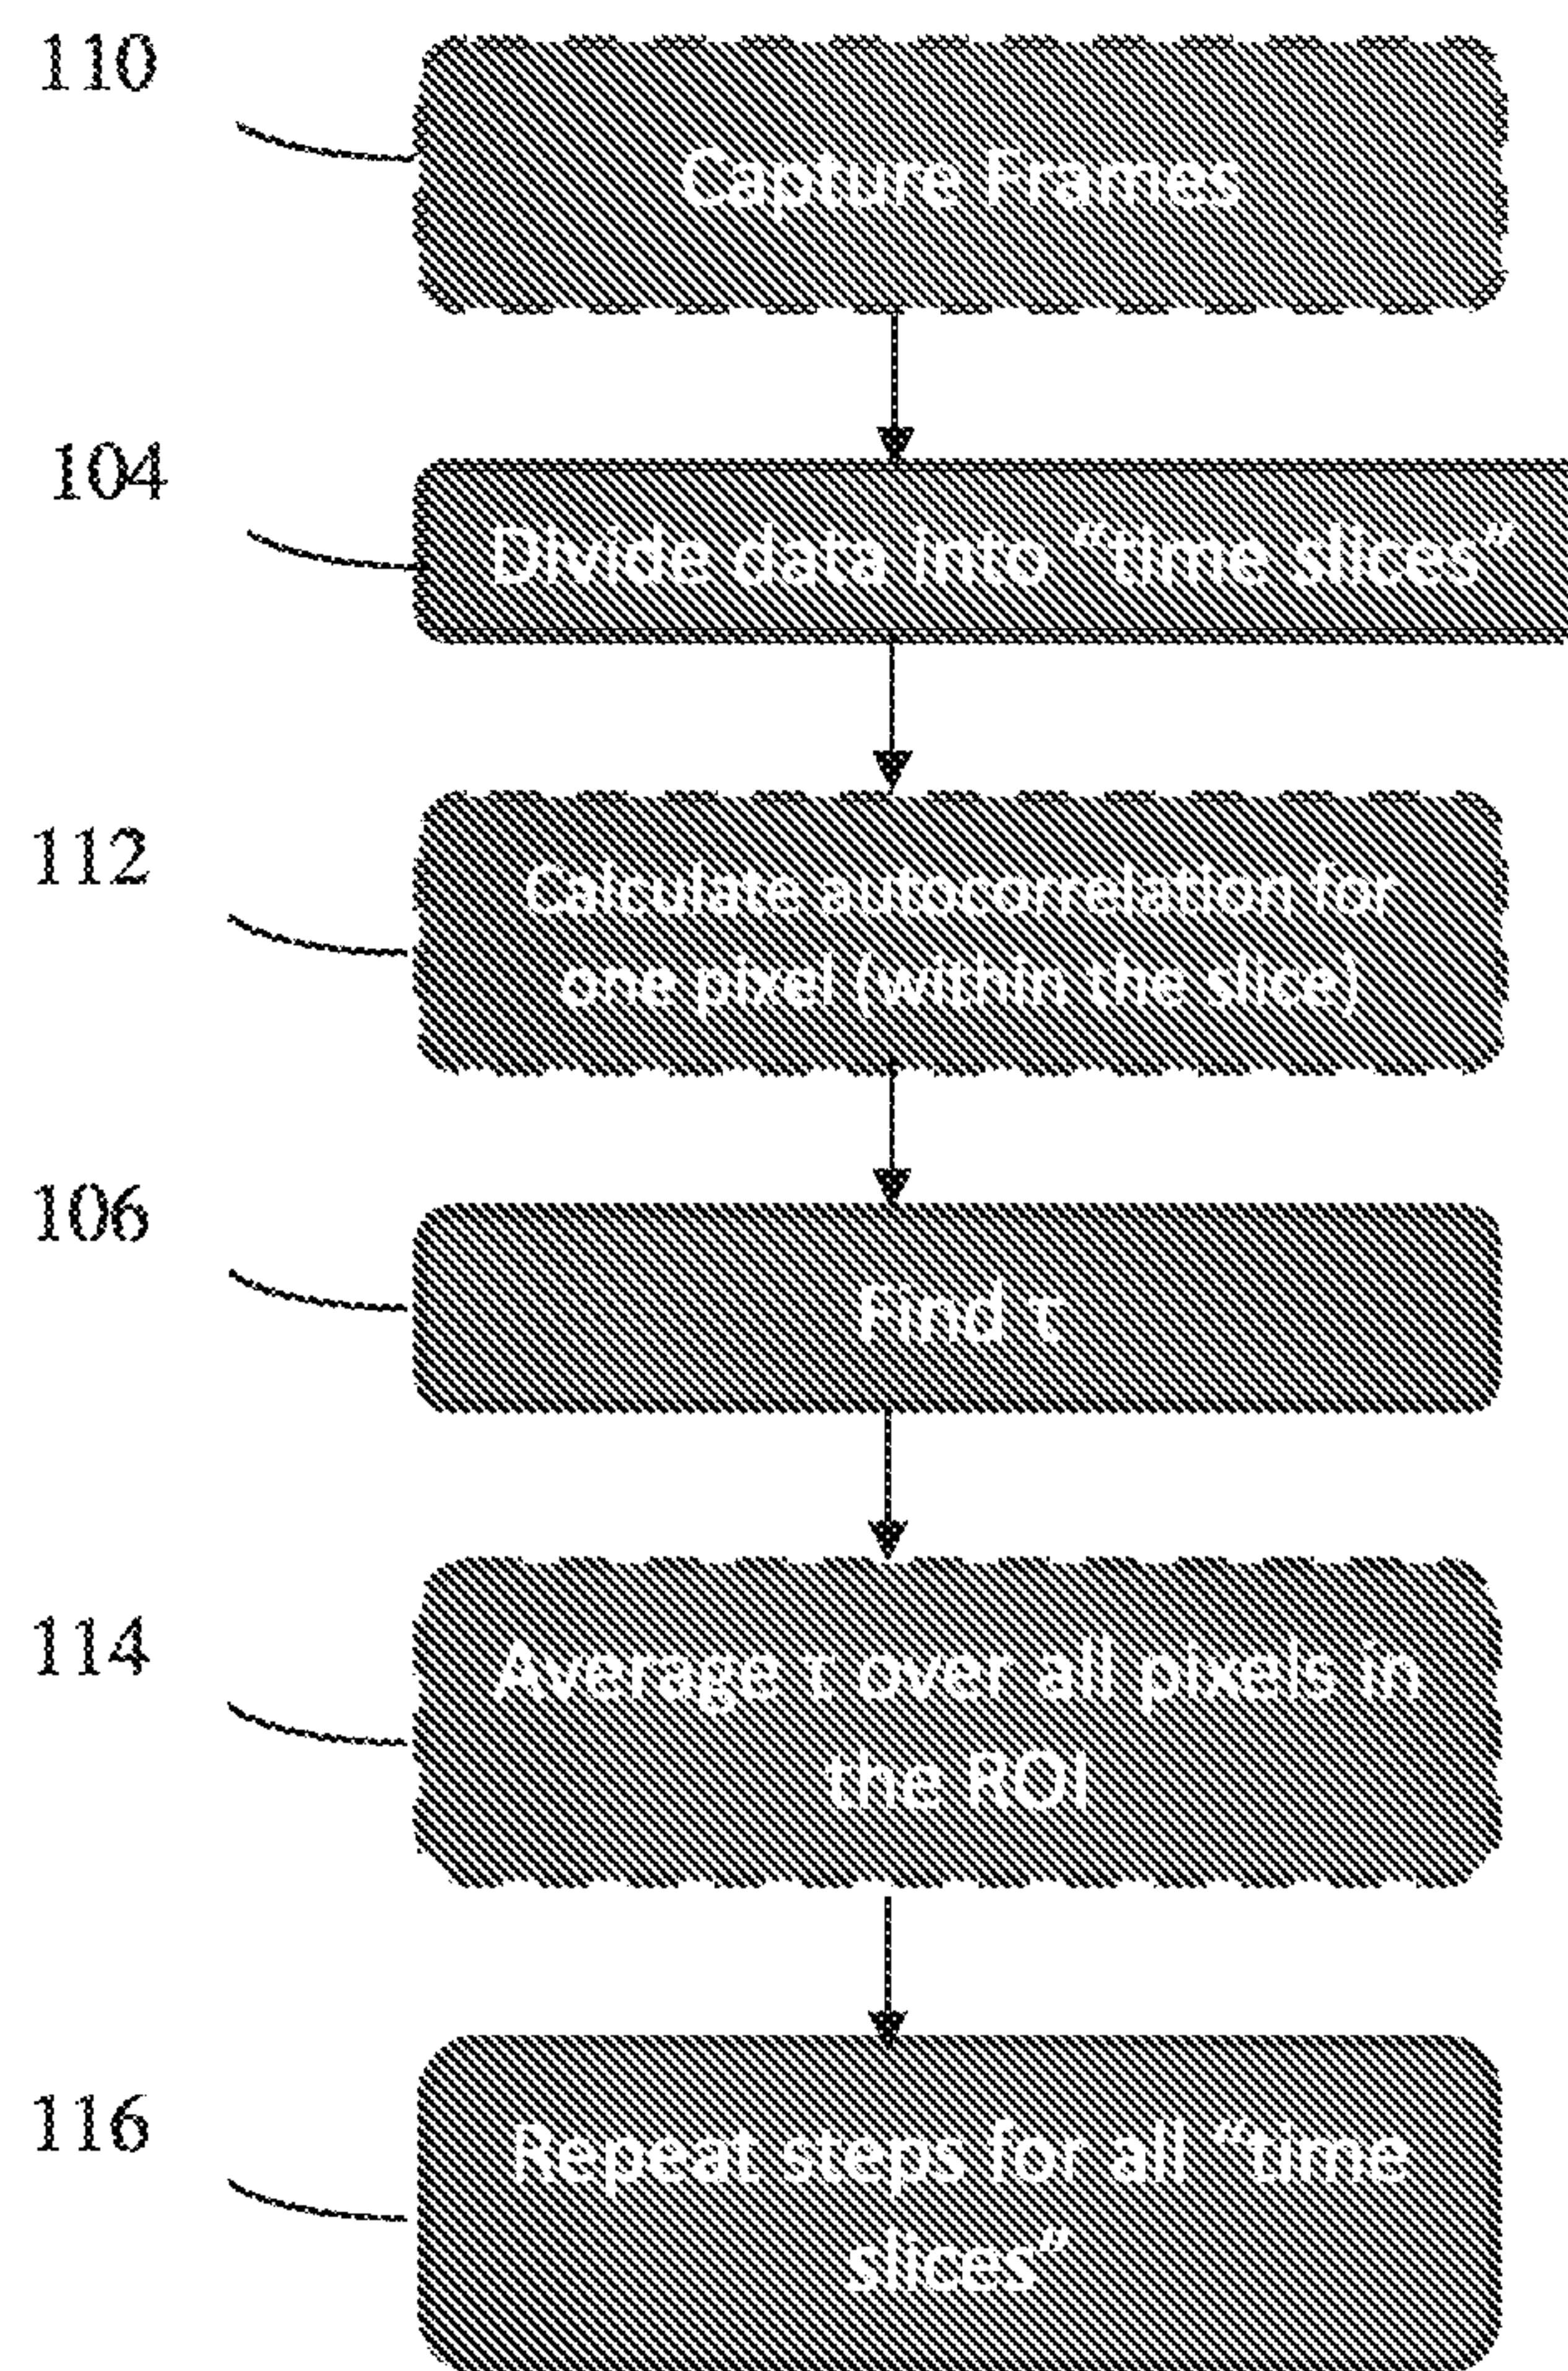 110
Capture Frames
104
Divide data into “time slices”
112
Calculate autocorrelation for
one pixel (within the slice)
106
Find τ
114
Average τ over all pixels in
the ROI
116
Repeat steps for all “time
slices”